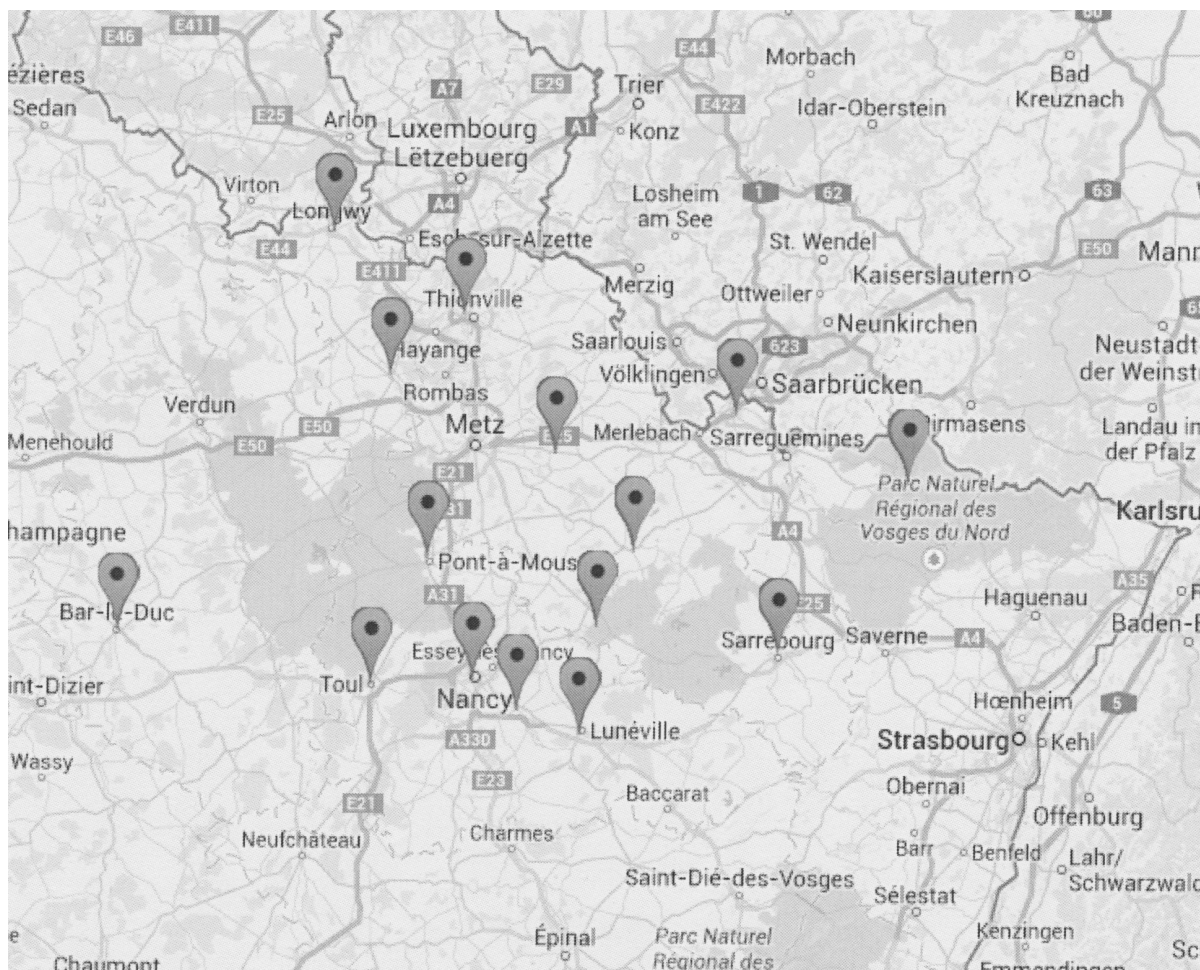 E46
E411
60
ézières
Sedan
E44
Morbach
Bad
Kreuznach
A7
E29
Trier
E422
Idar-Oberstein
E25
Arlon
Luxembourg
Lëtzebuerg
A1
Konz
Virton
Longwy
A4
Losheim
am See
1
62
63
E44
Esch-sur-Alzette
St. Wendel
E50
Mann
E411
Thionville
Merzig
Ottweiler
Kaiserslautern
Hayange
Saarlouis
623
Neunkirchen
Neustadt
der Weinst
Rombas
Völklingen
Saarbrücken
Verdun
E50
Metz
Menehould
E50
Merlebach
Sarreguemines
Pirmasens
Landau in
der Pfalz
E21
Parc Naturel
Régional des
Vosges du Nord
hampagne
A4
Karlsru
Pont-à-Mous
A31
E25
A35
Haguenau
Baden-B
Bar-le-Duc
Sarrebourg
Saverne
A4
int-Dizier
Toul
Nancy
Lunéville
Hœnheim
5
A330
Strasbourg
Kehl
Wassy
E23
E21
Baccarat
Obernai
Offenburg
Neufchâteau
Charmes
Barr
Benfeld
Lahr/
Schwarzwald
Saint-Dié-des-Vosges
Sélestat
Épinal
Parc Naturel
Régional des
Kenzingen
Sc
Chaumont
Emmendingen